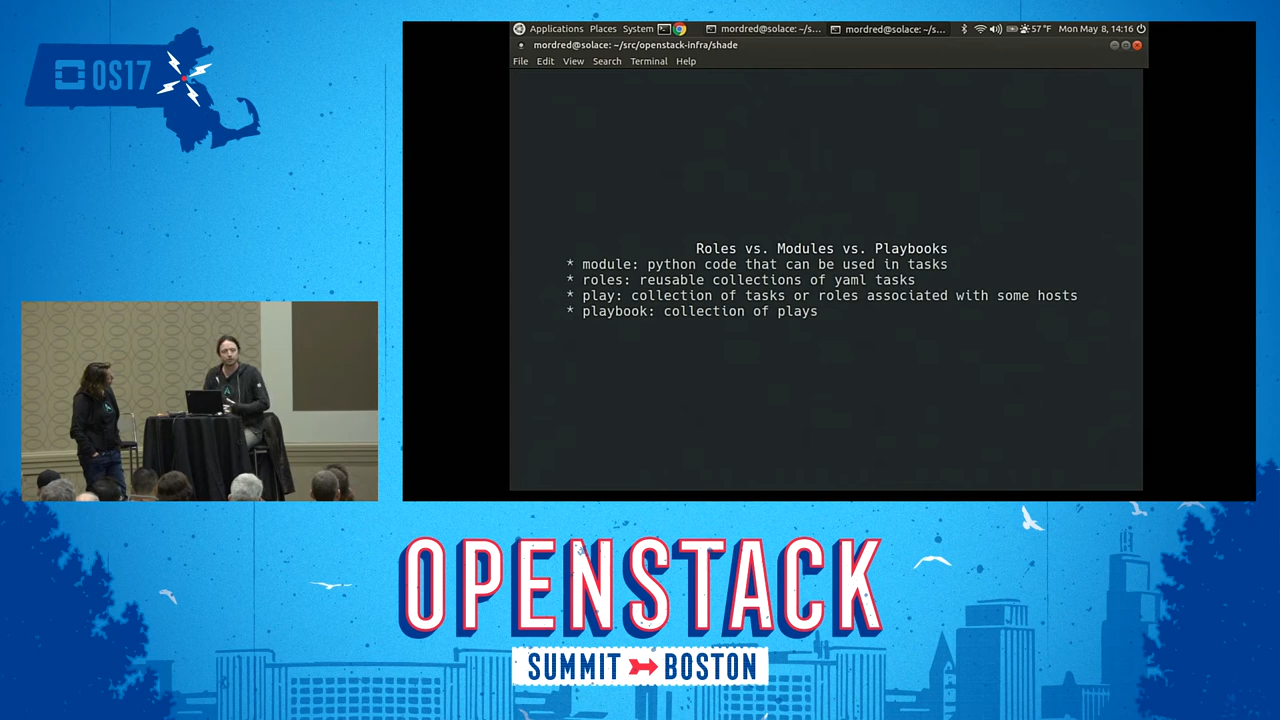 OS17
Applications Places System mordred@solace: ~/s... mordred@solace: ~/s... 57 °F Mon May 8, 14:16
mordred@solace: ~/src/openstack-infra/shade
File Edit View Search Terminal Help
Roles vs. Modules vs. Playbooks
* module: python code that can be used in tasks
* roles: reusable collections of yaml tasks
* play: collection of tasks or roles associated with some hosts
* playbook: collection of plays
OPENSTACK
SUMMIT BOSTON